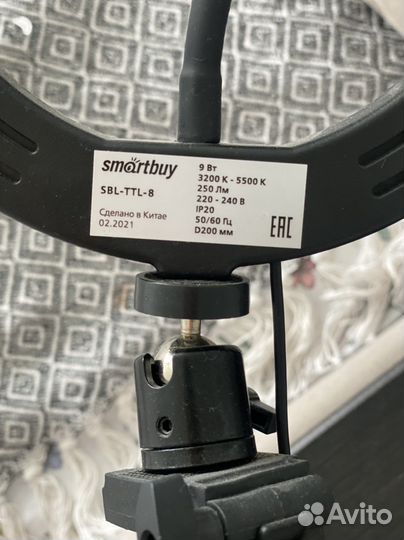 smartbuy
SBL-TTL-8
Сделано в Китае
02.2021
9 Вт
3200 К - 5500 К
250 Лм
220 - 240 В
IP20
50/60 Гц
D200 мм
EAC
Avito